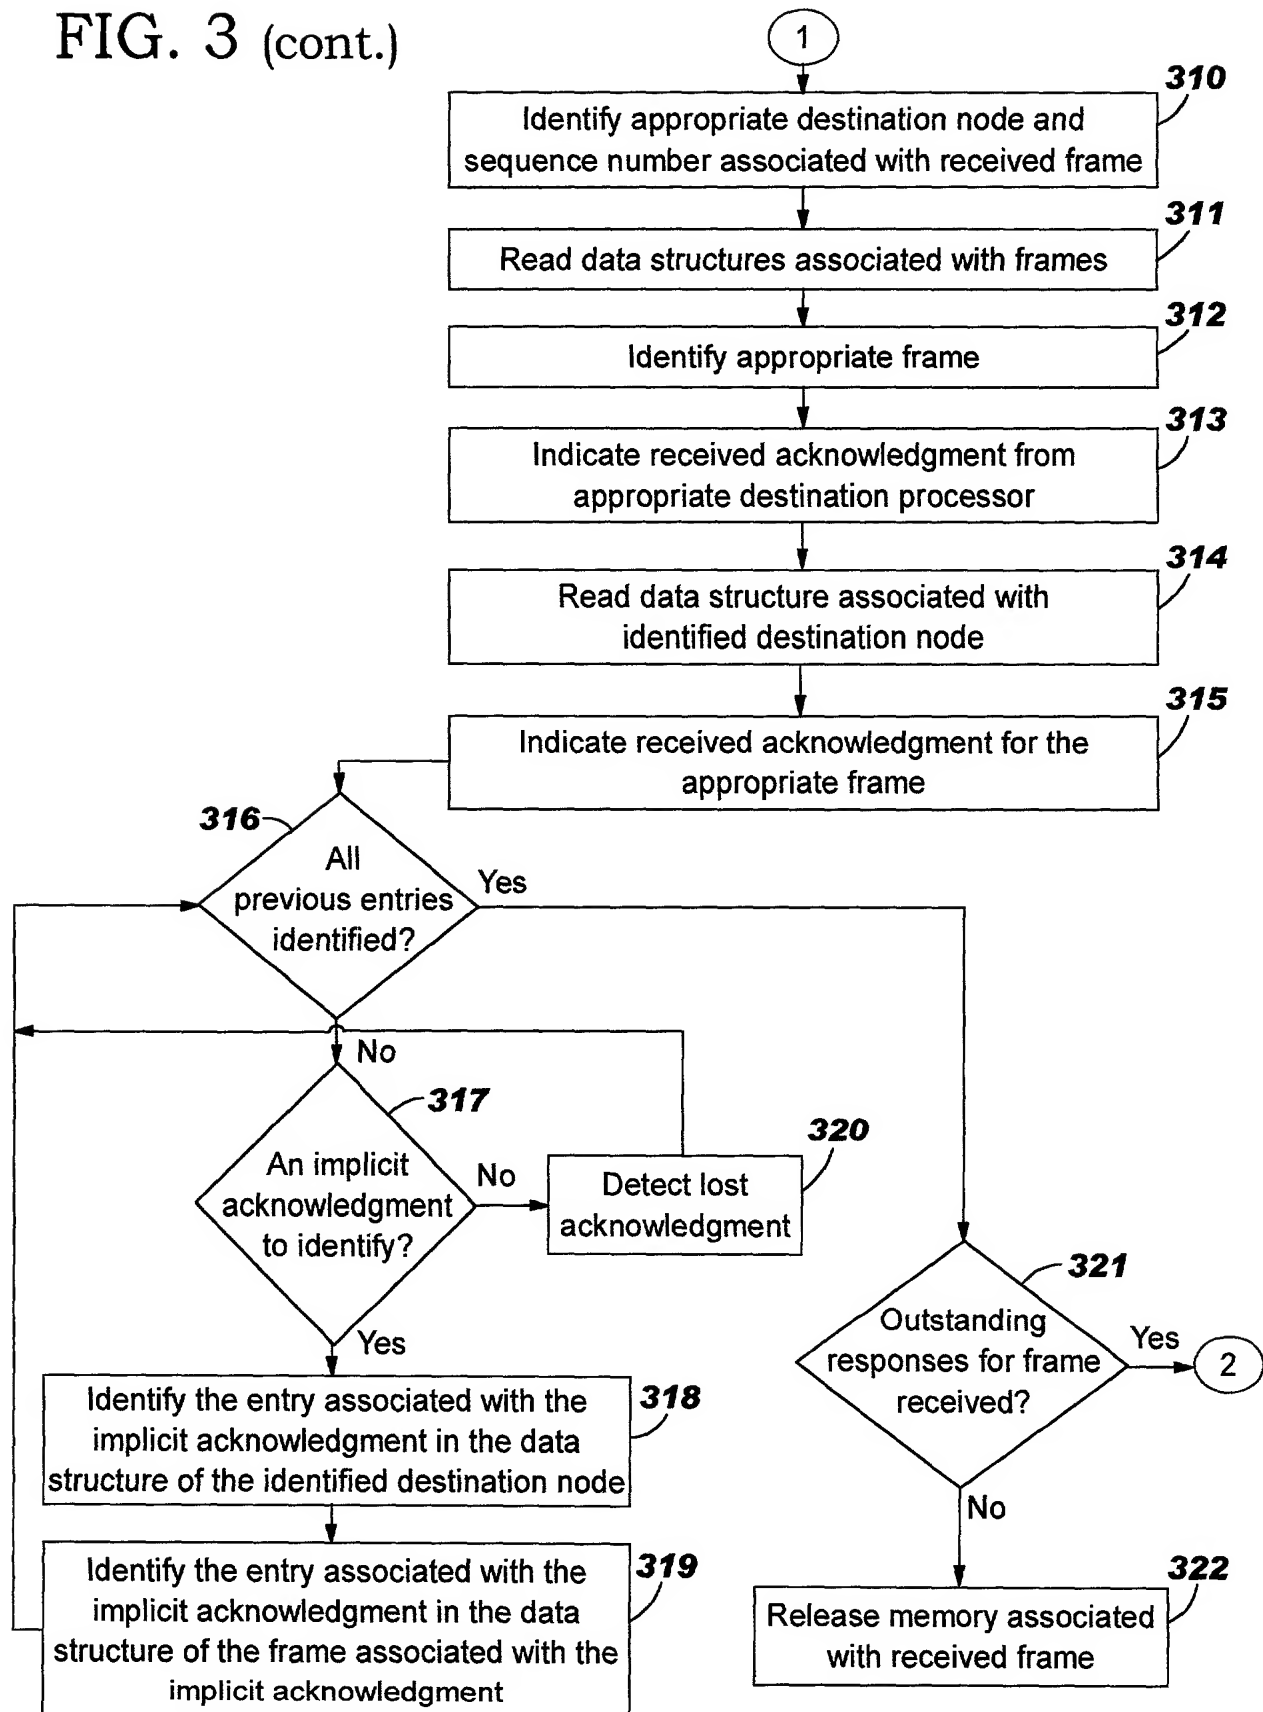 FIG. 3 (cont.)
1
310
Identify appropriate destination node and
sequence number associated with received frame
311
Read data structures associated with frames
312
Identify appropriate frame
313
Indicate received acknowledgment from
appropriate destination processor
314
Read data structure associated with
identified destination node
315
Indicate received acknowledgment for the
appropriate frame
316
All
previous entries
identified?
Yes
No
317
An implicit
acknowledgment
to identify?
No
320
Detect lost
acknowledgment
Yes
318
Identify the entry associated with the
implicit acknowledgment in the data
structure of the identified destination node
319
Identify the entry associated with the
implicit acknowledgment in the data
structure of the frame associated with the
implicit acknowledgment
321
Outstanding
responses for frame
received?
Yes
2
No
322
Release memory associated
with received frame